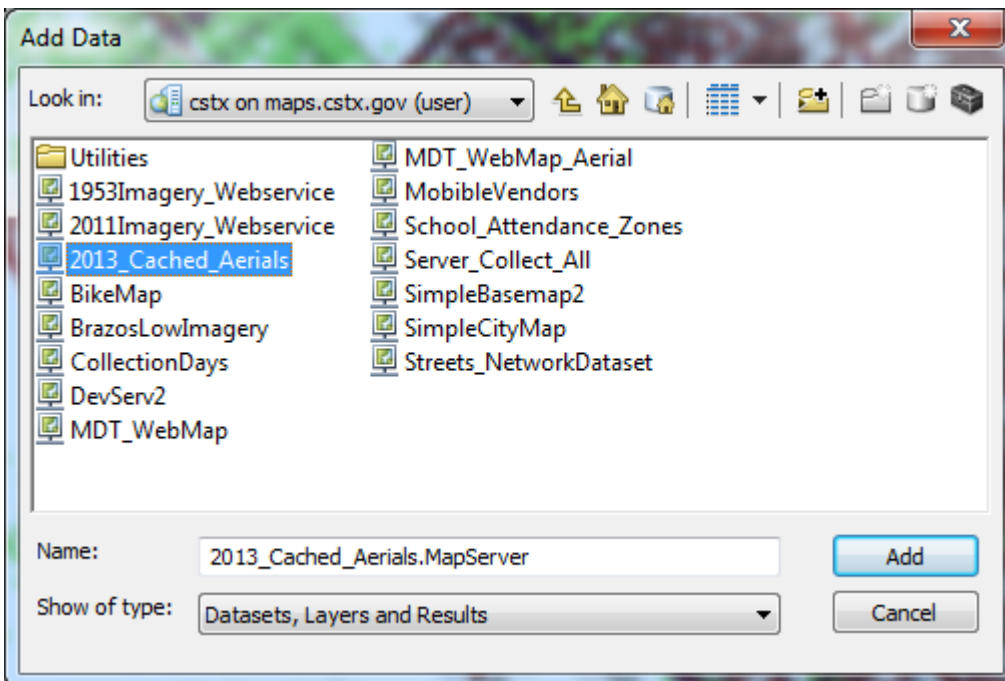 Add Data
Look in:
cstx on maps.cstx.gov (user)
Utilities
1953Imagery_Webservice
2011Imagery_Webservice
2013_Cached_Aerials
BikeMap
BrazosLowImagery
CollectionDays
DevServ2
MDT_WebMap
MDT_WebMap_Aerial
MobibleVendors
School_Attendance_Zones
Server_Collect_All
SimpleBasemap2
SimpleCityMap
Streets_NetworkDataset
Name:
2013_Cached_Aerials.MapServer
Add
Show of type:
Datasets, Layers and Results
Cancel